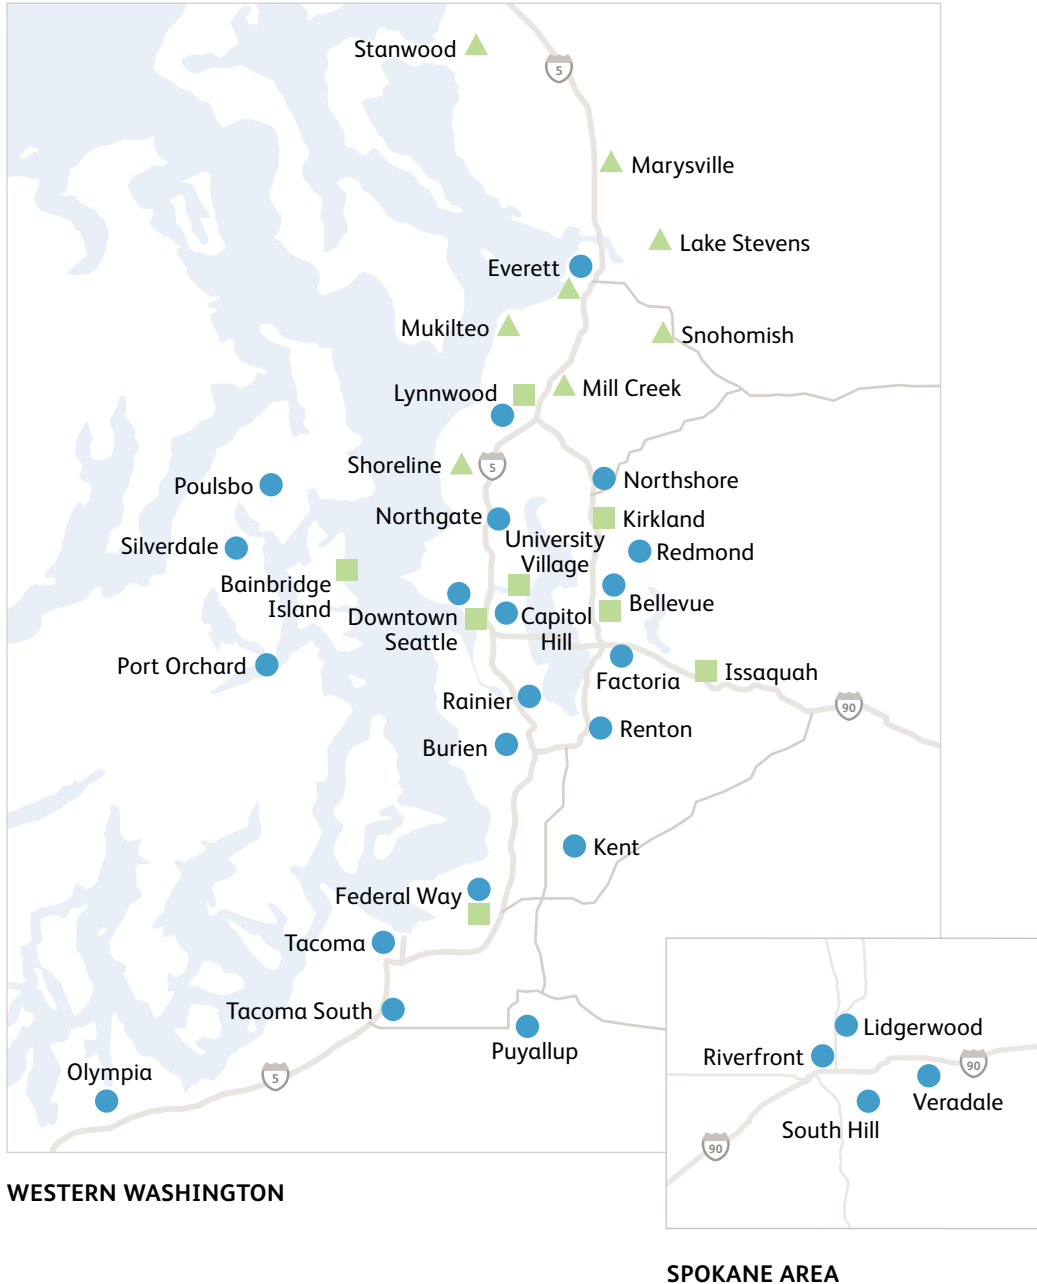 Stanwood
5
Marysville
Lake Stevens
Everett
Mukilteo
Snohomish
Lynnwood
Mill Creek
Shoreline
5
Poulsbo
Northshore
Northgate
Kirkland
University
Village
Silverdale
Redmond
Bainbridge
Island
Downtown
Seattle
Capitol
Hill
Bellevue
Port Orchard
Factoria
Issaquah
Rainier
90
Burien
Renton
Kent
Federal Way
Tacoma
Tacoma South
Puyallup
Olympia
5
Lidgerwood
Riverfront
90
Veradale
South Hill
90
WESTERN WASHINGTON
SPOKANE AREA